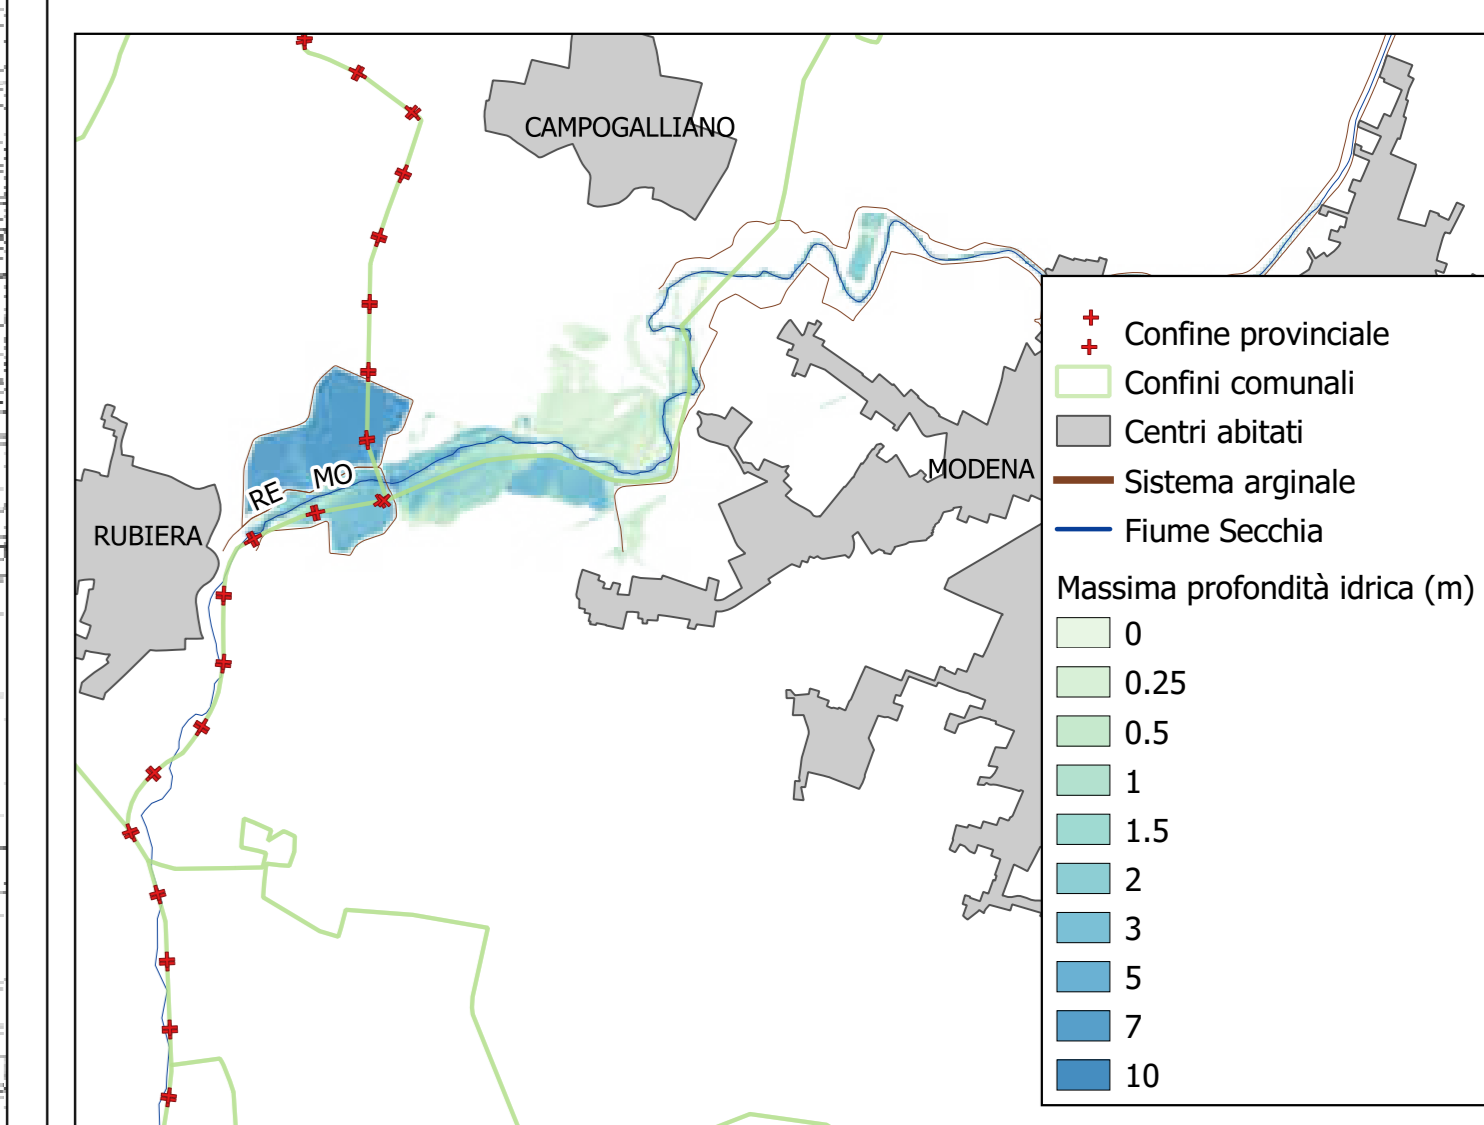 CAMPOGALLIANO
MODENA
RE MO
RUBIERA
Confine provinciale
Confini comunali
Centri abitati
Sistema arginale
Fiume Secchia
Massima profondità idrica (m)
0
0.25
0.5
1
1.5
2
3
5
7
10